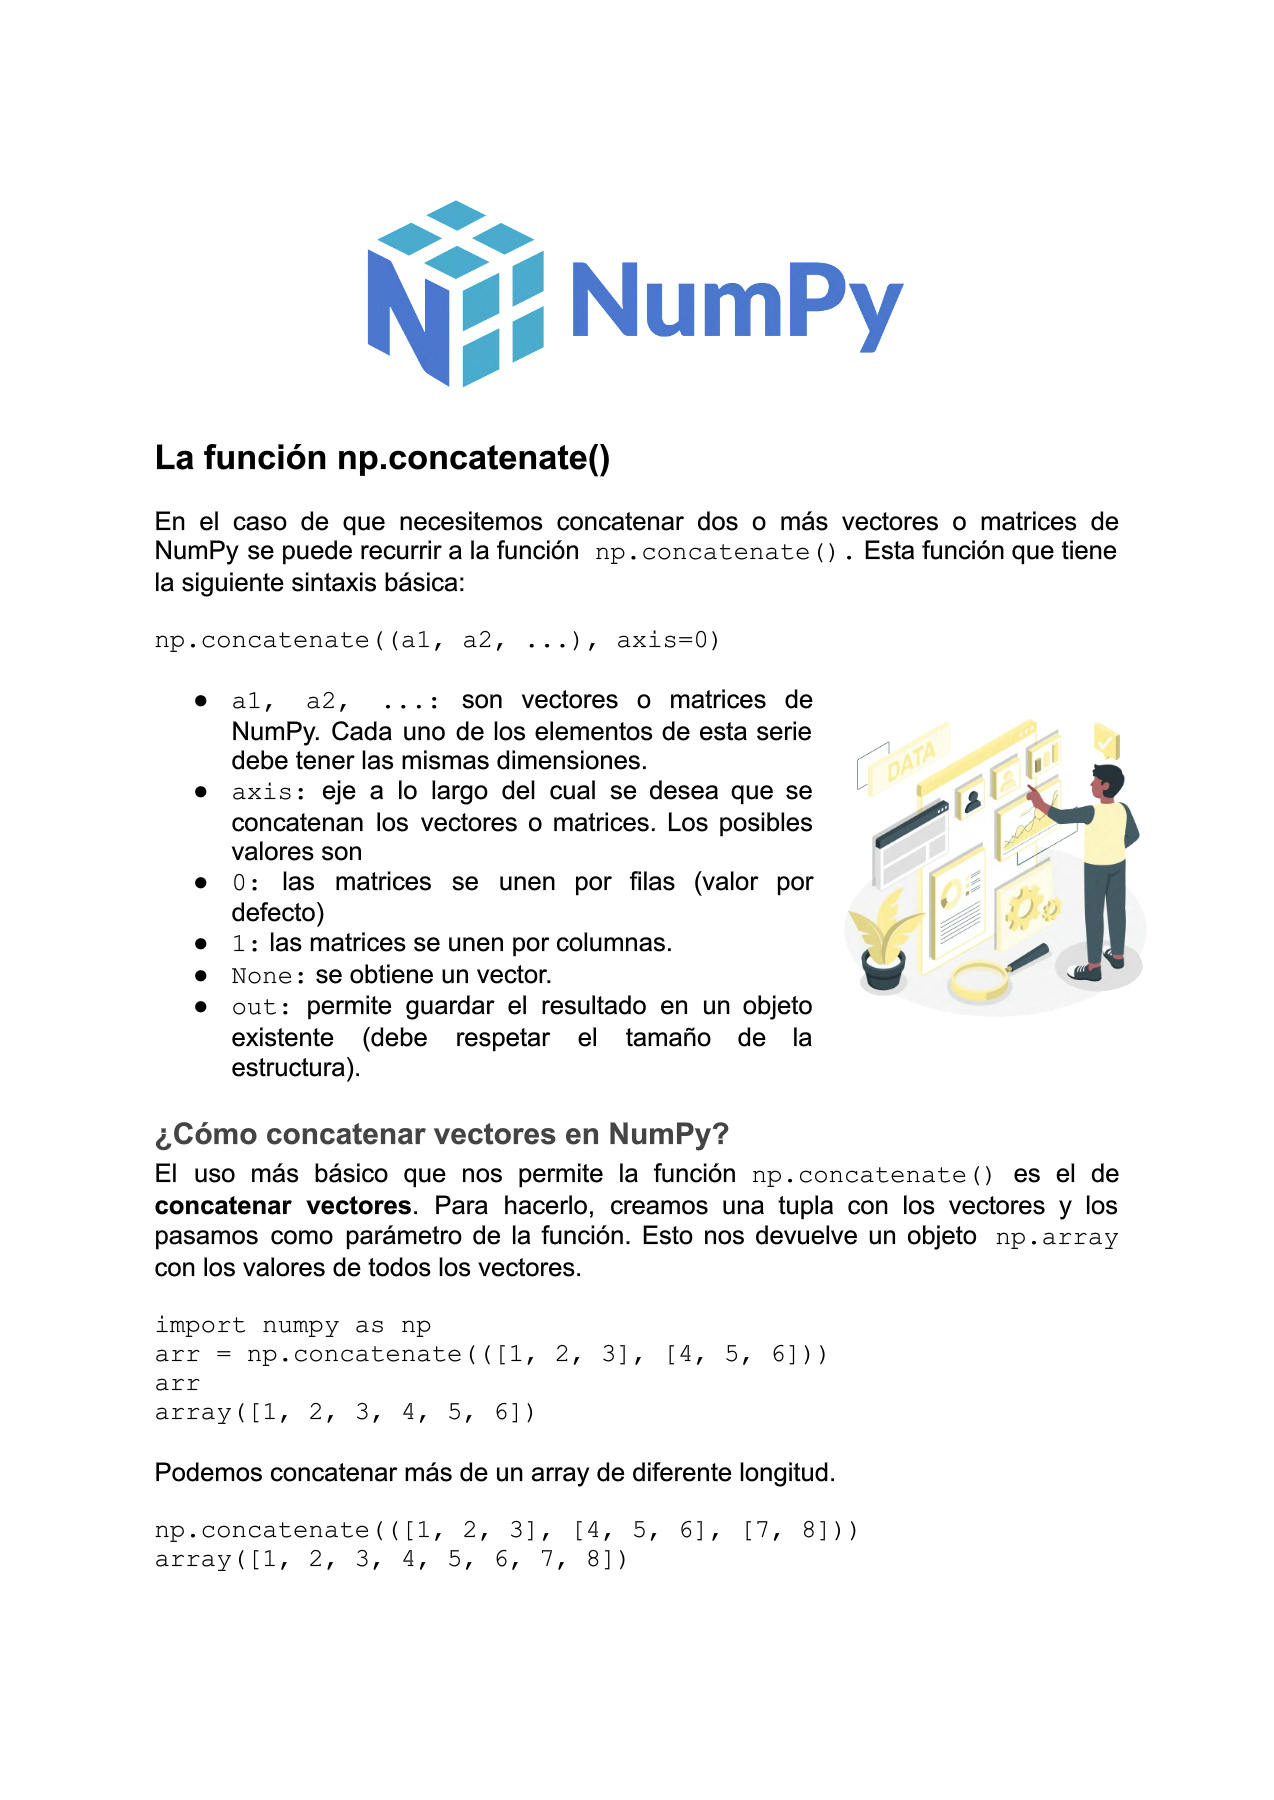 NumPy
La función np.concatenate()
En el caso de que necesitemos concatenar dos o más vectores o matrices de
NumPy se puede recurrir a la función np.concatenate(). Esta función que tiene
la siguiente sintaxis básica:
np.concatenate((a1, a2, ...), axis=0)
● a1, a2, ...: son vectores o matrices de
NumPy. Cada uno de los elementos de esta serie
debe tener las mismas dimensiones.
● axis: eje a lo largo del cual se desea que se
concatenan los vectores o matrices. Los posibles
valores son
● 0: las matrices se unen por filas (valor por
defecto)
● 1: las matrices se unen por columnas.
● None: se obtiene un vector.
● out: permite guardar el resultado en un objeto
existente (debe respetar el tamaño de la
estructura).
DATA
¿Cómo concatenar vectores en NumPy?
El uso más básico que nos permite la función np.concatenate() es el de
concatenar vectores. Para hacerlo, creamos una tupla con los vectores y los
pasamos como parámetro de la función. Esto nos devuelve un objeto np.array
con los valores de todos los vectores.
import numpy as np
arr = np.concatenate(([1, 2, 3], [4, 5, 6]))
arr
array([1, 2, 3, 4, 5, 6])
Podemos concatenar más de un array de diferente longitud.
np.concatenate(([1, 2, 3], [4, 5, 6], [7, 8]))
array([1, 2, 3, 4, 5, 6, 7, 8])